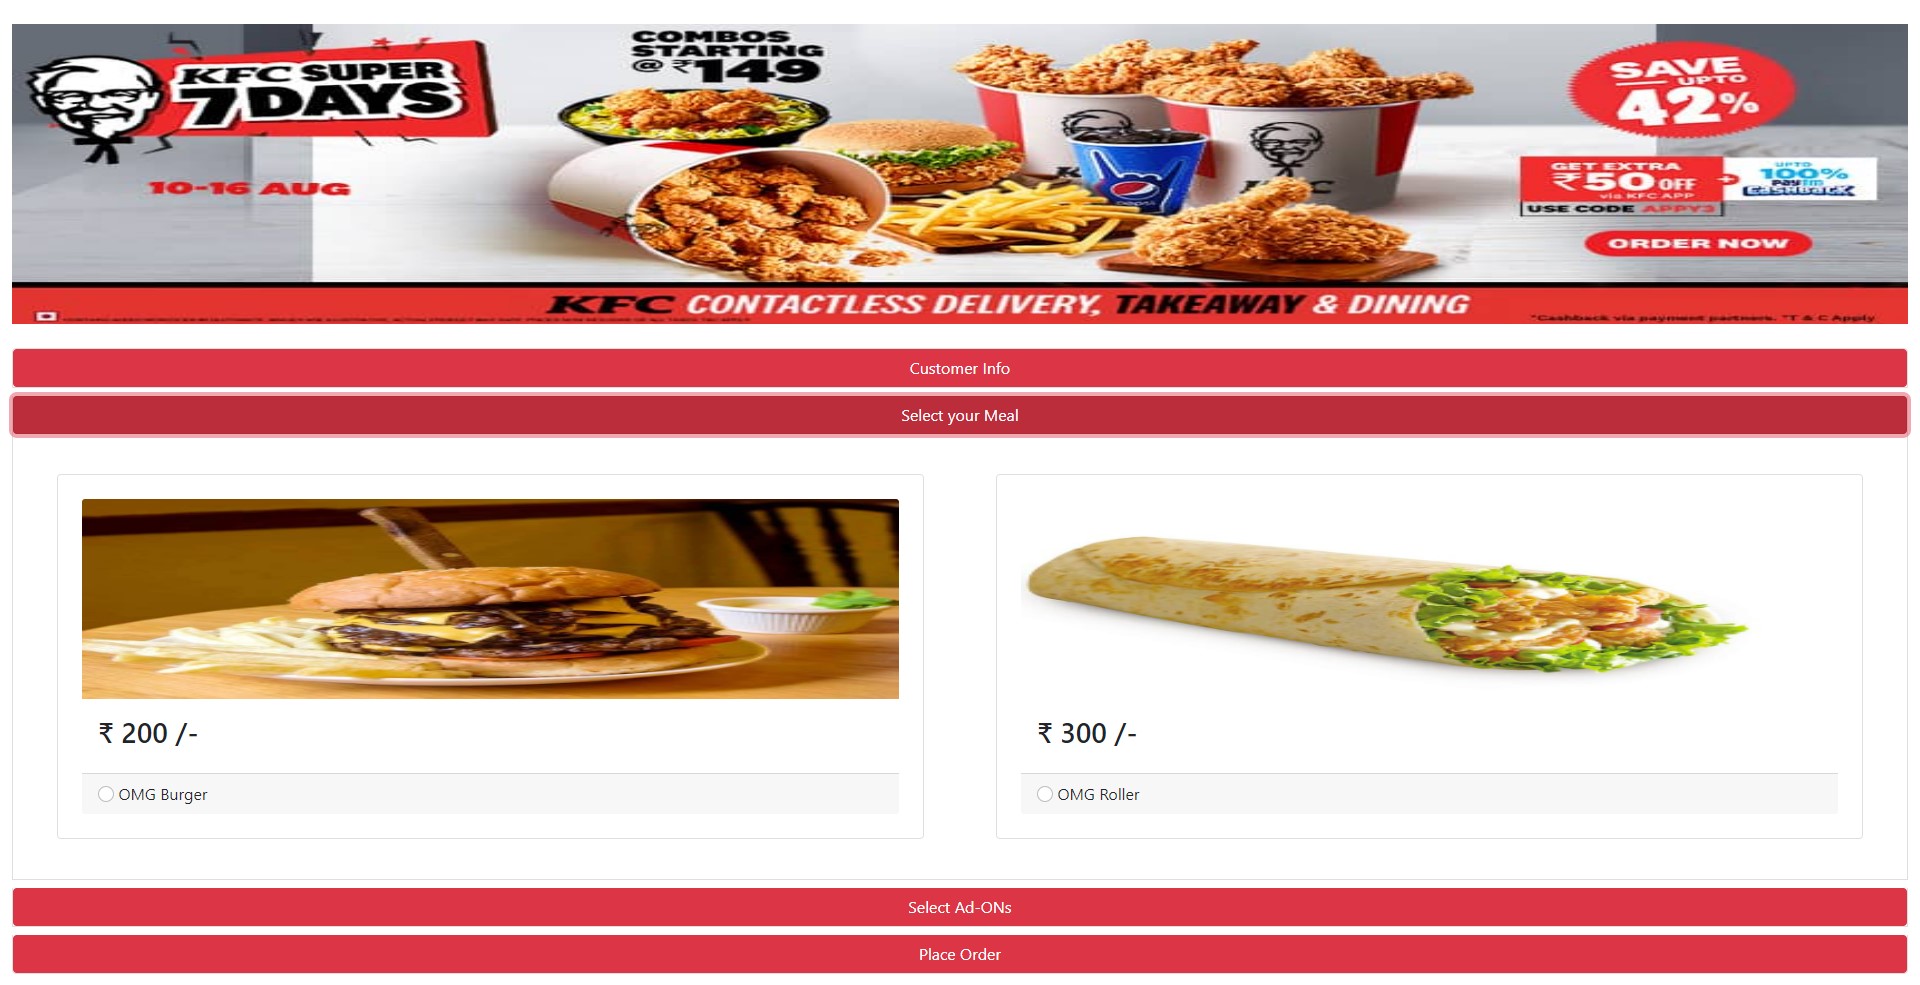 KFC SUPER
7DAYS
10-16 AUG
COMBOS
STARTING
@ ₹149
SAVE
UPTO
42%
GET EXTRA
₹50 OFF
via KFC APP
USE CODE APPY3
+
UPTO
100%
Paytm
CASHBACK
ORDER NOW
pepsi
KFC
KFC CONTACTLESS DELIVERY, TAKEAWAY & DINING
*Cashback via payment partners. *T & C Apply
Customer Info
Select your Meal
₹ 200 /-
OMG Burger
₹ 300 /-
OMG Roller
Select Ad-ONs
Place Order